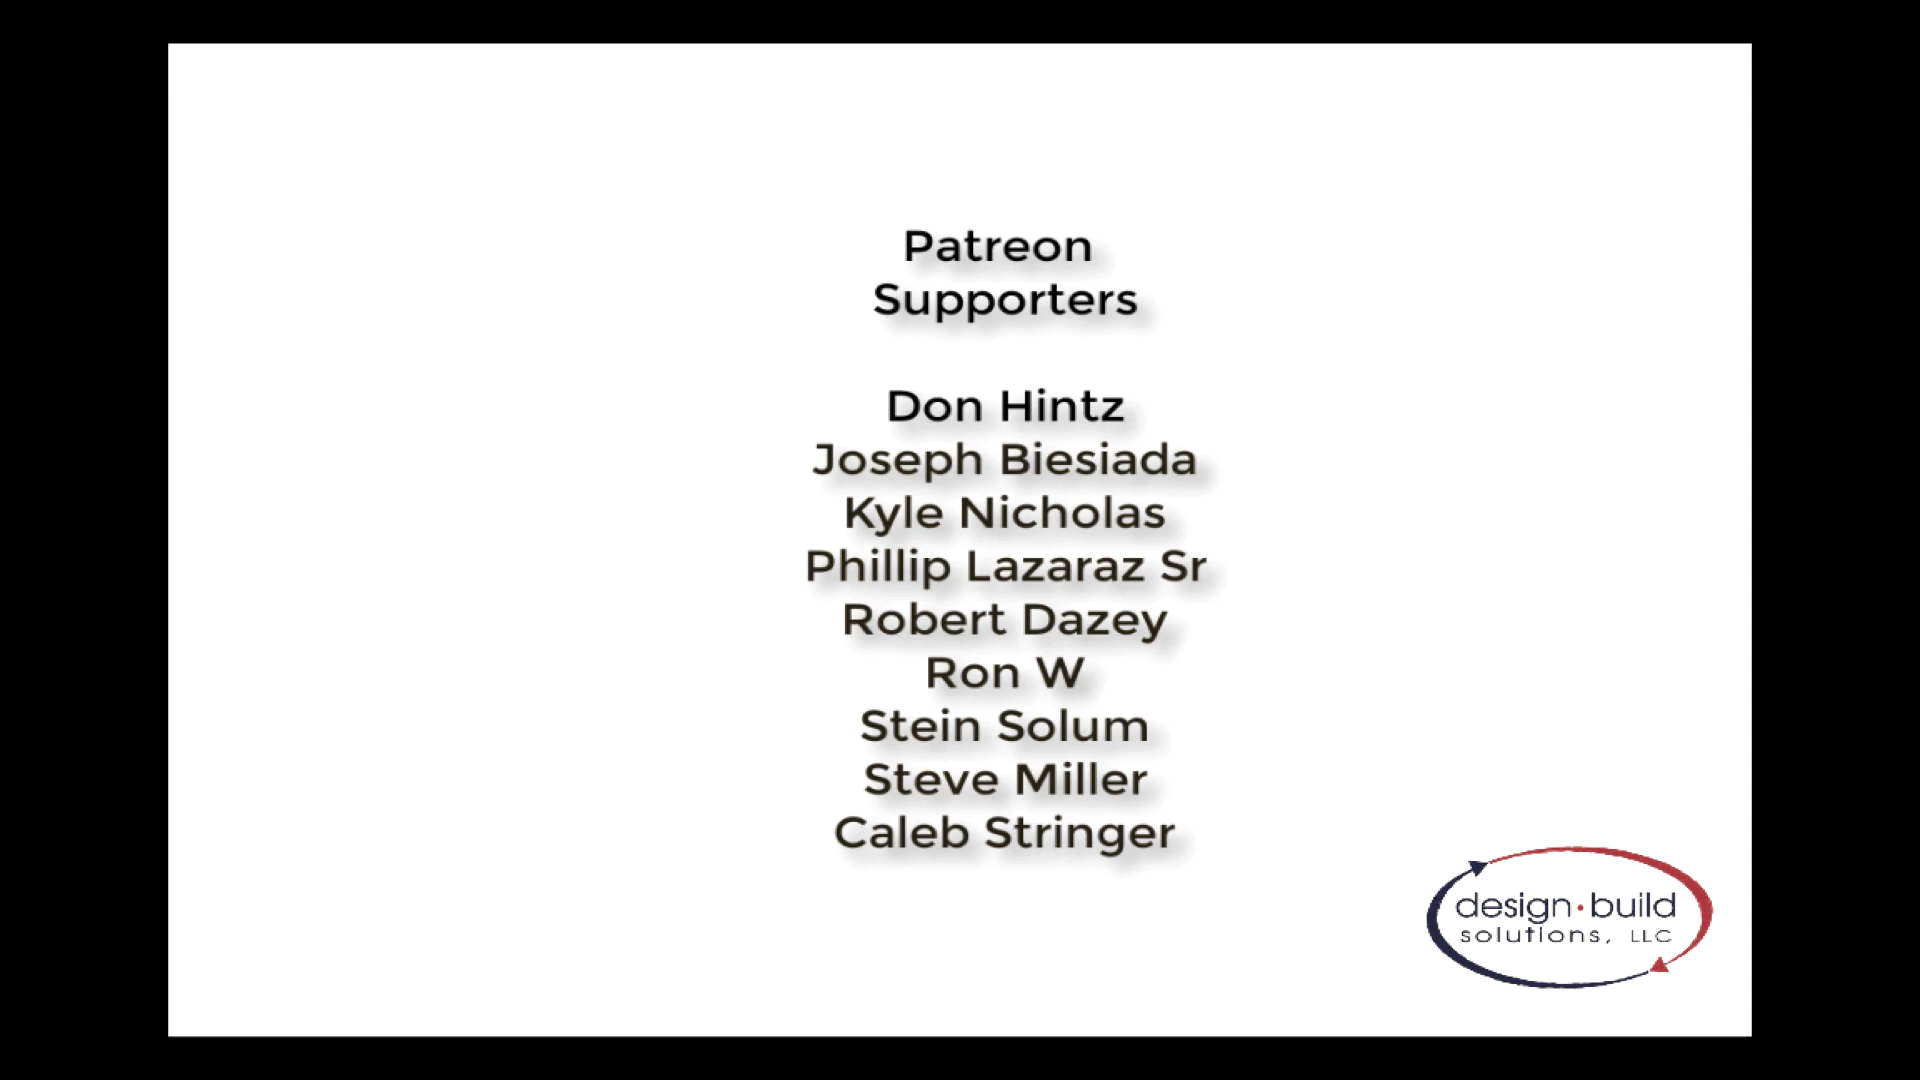 Patreon
Supporters
Don Hintz
Joseph Biesiada
Kyle Nicholas
Phillip Lazaraz Sr
Robert Dazey
Ron W
Stein Solum
Steve Miller
Caleb Stringer
design·build
solutions, LLC